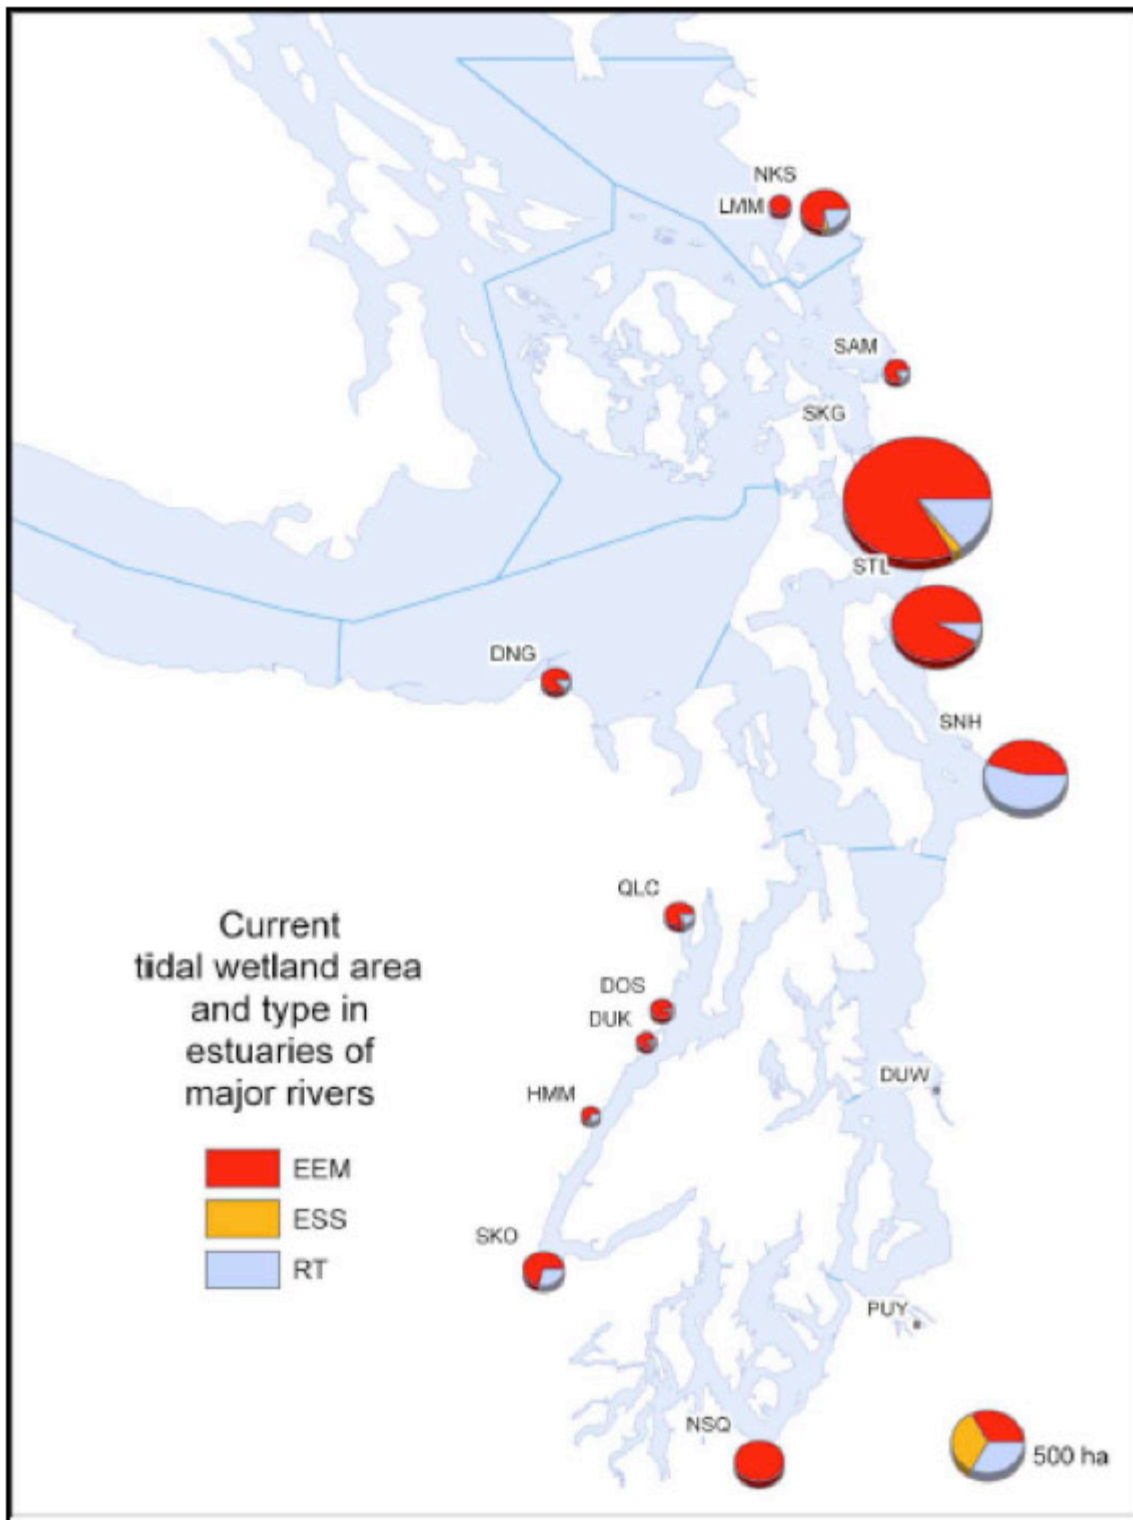 NKS
LMM
SAM
SKG
STL
DNG
SNH
QLC
Current
tidal wetland area
and type in
estuaries of
major rivers
DOS
DUK
DUW
HMM
EEM
ESS
RT
SKO
PUY
NSQ
500 ha